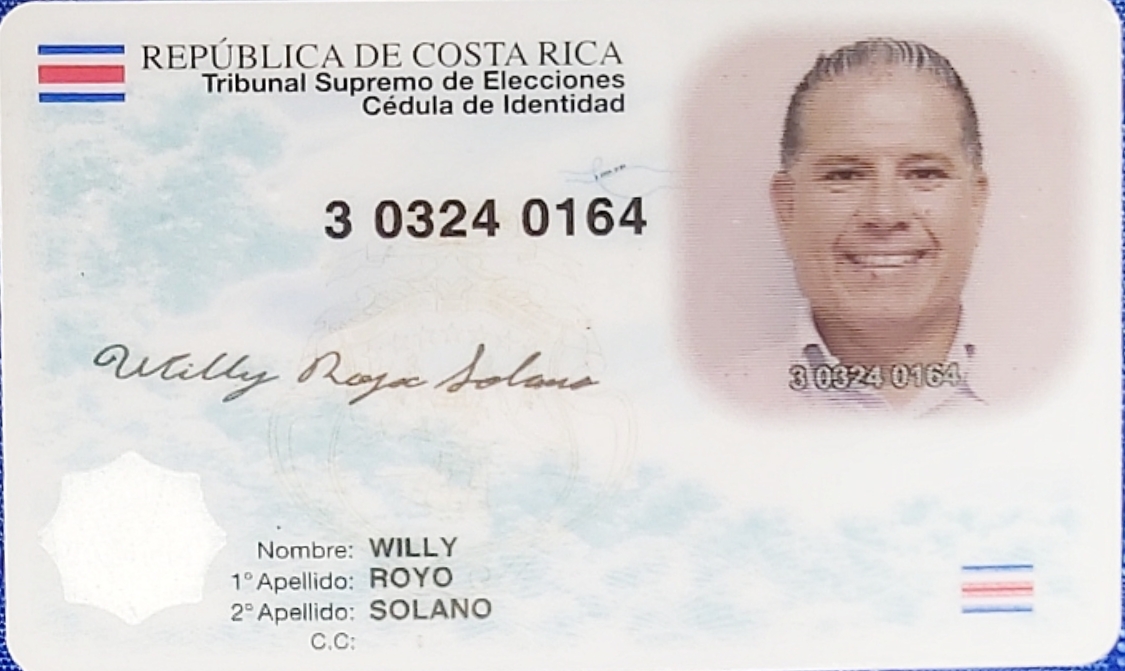 REPÚBLICA DE COSTA RICA
Tribunal Supremo de Elecciones
Cédula de Identidad
3 0324 0164
3 0324 0164
Willy Royo Solano
Nombre: WILLY
1° Apellido: ROYO
2° Apellido: SOLANO
C.C: